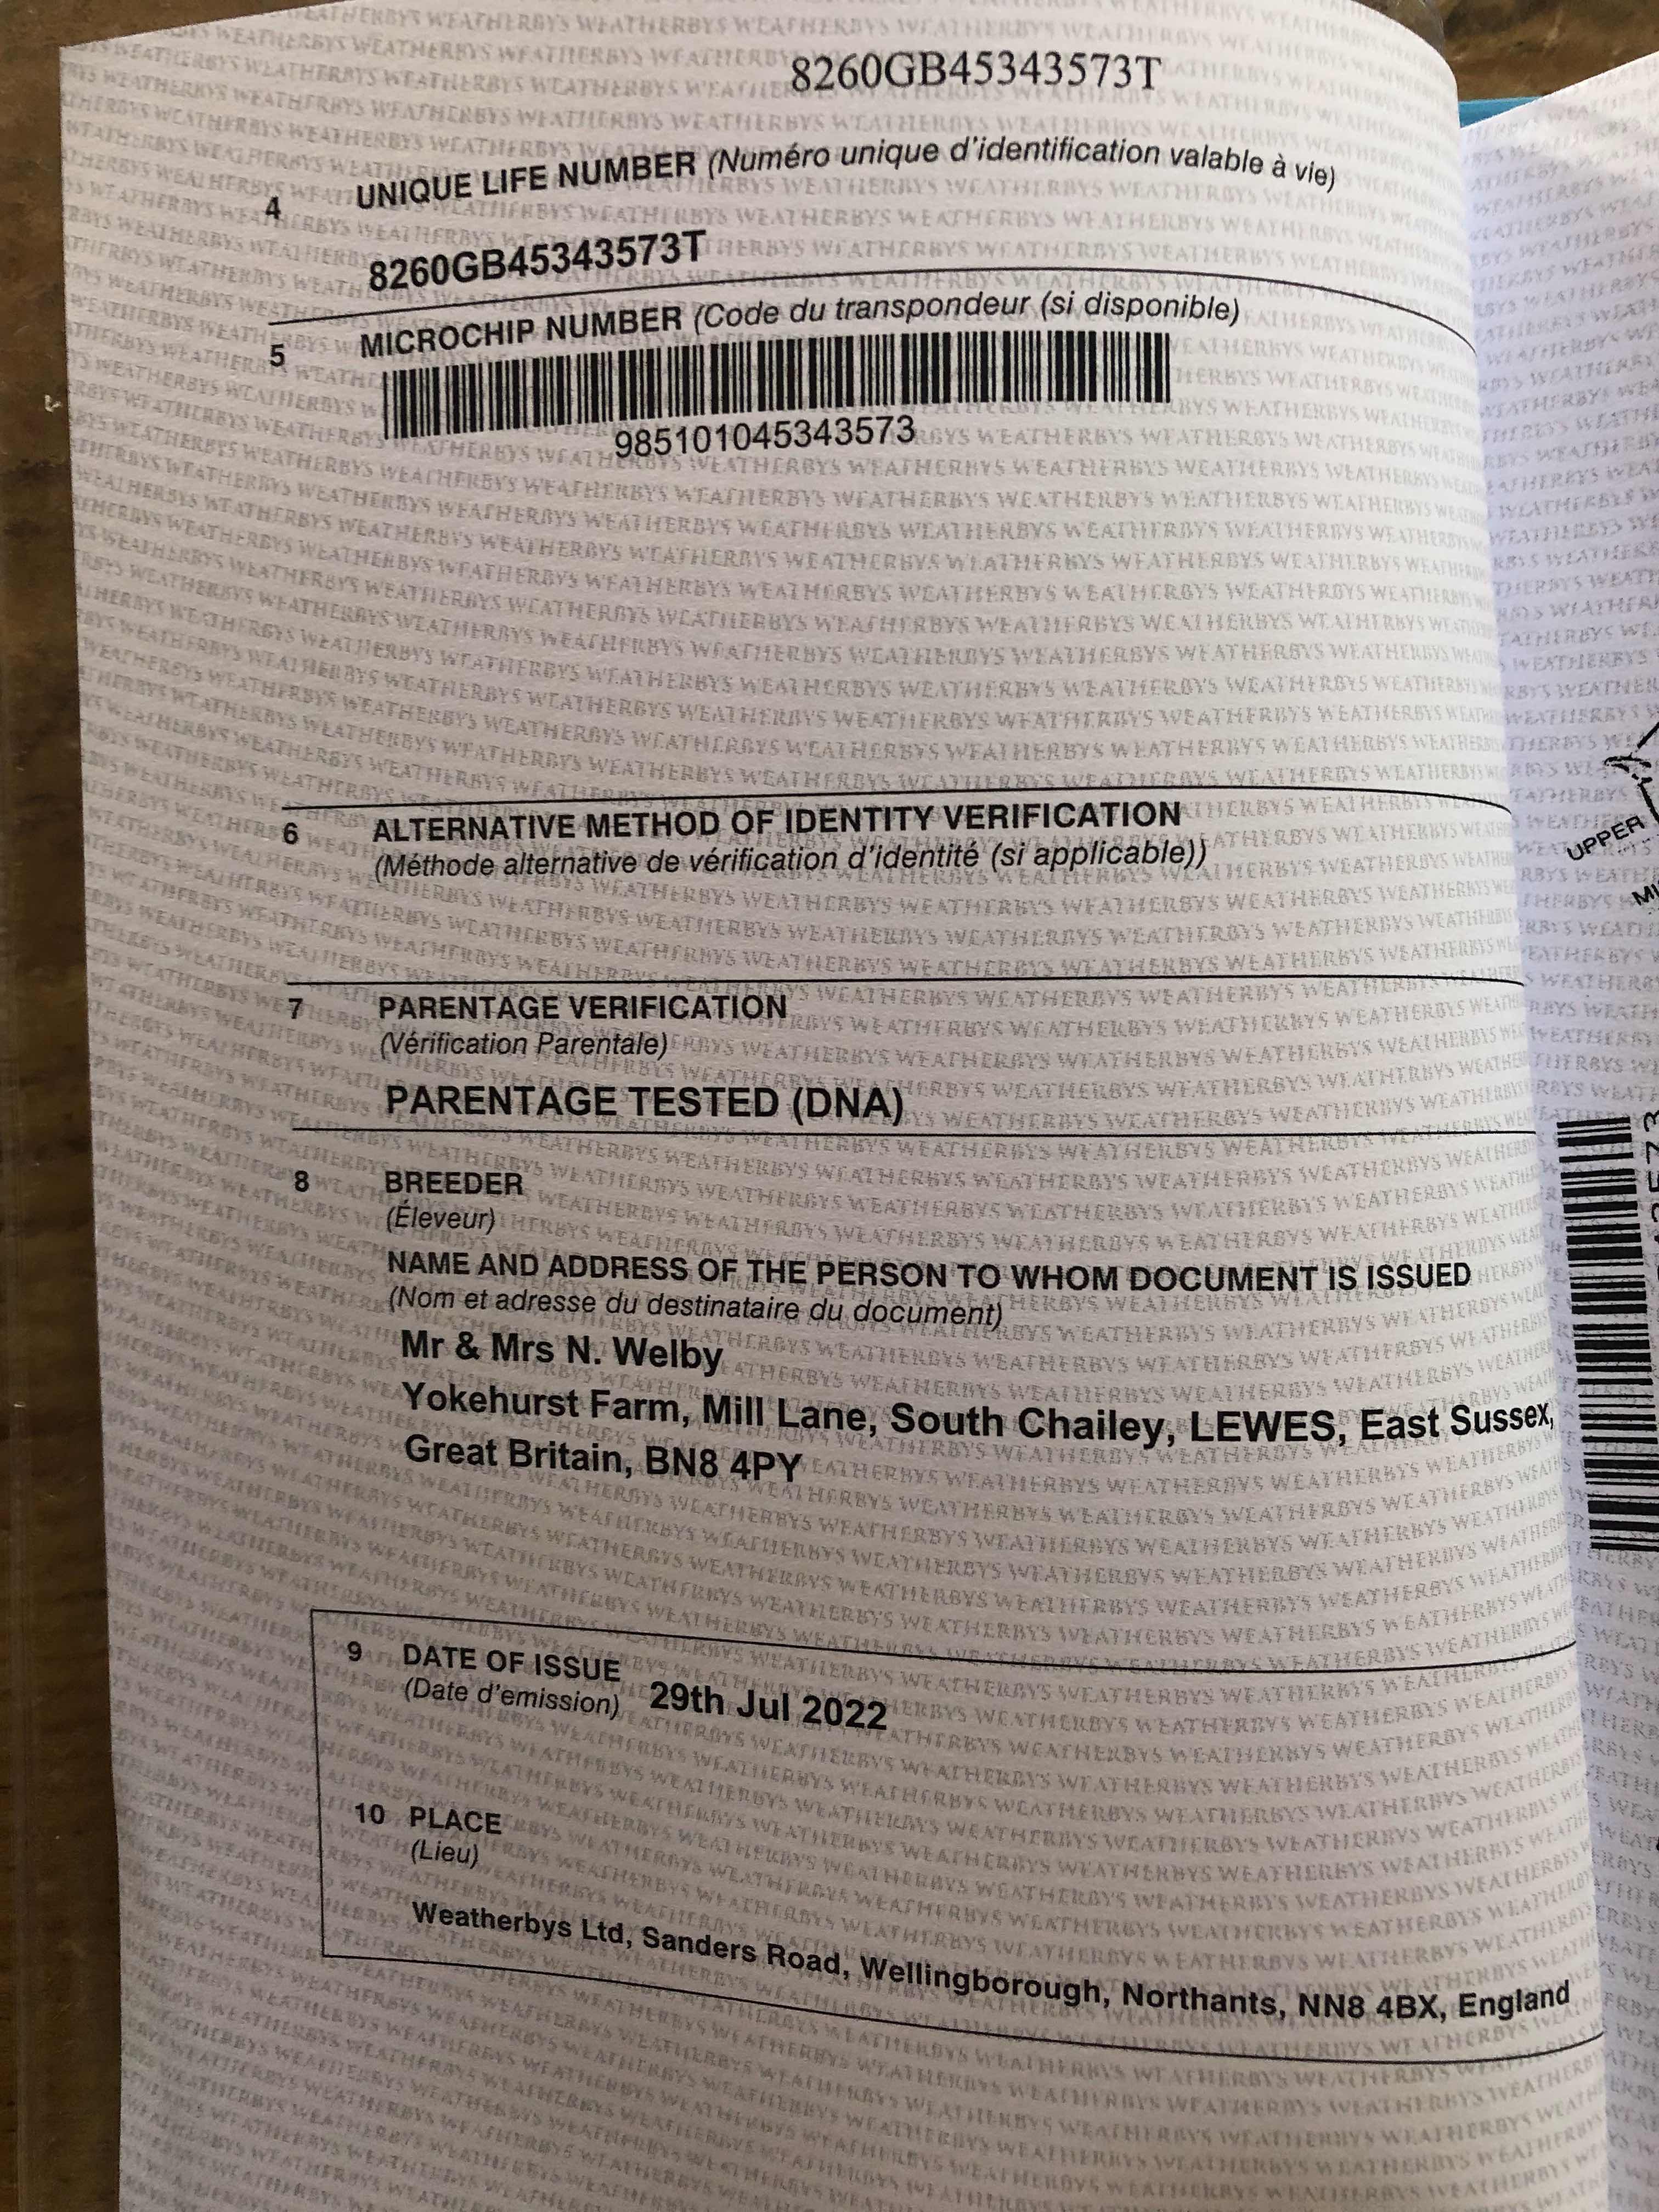 8260GB45343573T
4 UNIQUE LIFE NUMBER (Numéro unique d'identification valable à vie)
8260GB45343573T
5 MICROCHIP NUMBER (Code du transpondeur (si disponible)
985101045343573
6 ALTERNATIVE METHOD OF IDENTITY VERIFICATION
(Méthode alternative de vérification d'identité (si applicable))
7 PARENTAGE VERIFICATION
(Vérification Parentale)
PARENTAGE TESTED (DNA)
8 BREEDER
(Éleveur)
NAME AND ADDRESS OF THE PERSON TO WHOM DOCUMENT IS ISSUED
(Nom et adresse du destinataire du document)
Mr & Mrs N. Welby
Yokehurst Farm, Mill Lane, South Chailey, LEWES, East Sussex,
Great Britain, BN8 4PY
9 DATE OF ISSUE
(Date d'emission) 29th Jul 2022
10 PLACE
(Lieu)
Weatherbys Ltd, Sanders Road, Wellingborough, Northants, NN8 4BX, England
UPPER